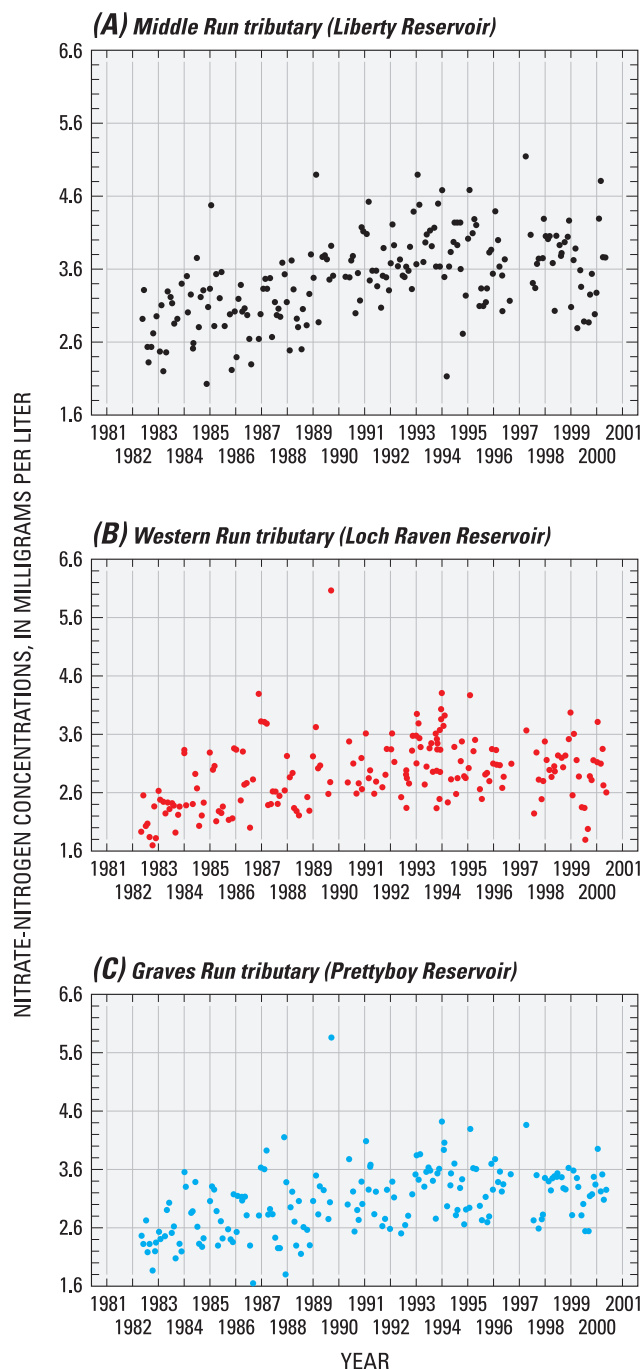 (A) Middle Run tributary (Liberty Reservoir)
6.6
5.6
4.6
3.6
2.6
1.6
1981 1983 1985 1987 1989 1991 1993 1995 1997 1999 2001
1982 1984 1986 1988 1990 1992 1994 1996 1998 2000
(B) Western Run tributary (Loch Raven Reservoir)
6.6
5.6
4.6
3.6
2.6
1.6
1981 1983 1985 1987 1989 1991 1993 1995 1997 1999 2001
1982 1984 1986 1988 1990 1992 1994 1996 1998 2000
(C) Graves Run tributary (Prettyboy Reservoir)
6.6
5.6
4.6
3.6
2.6
1.6
1981 1983 1985 1987 1989 1991 1993 1995 1997 1999 2001
1982 1984 1986 1988 1990 1992 1994 1996 1998 2000
YEAR
NITRATE-NITROGEN CONCENTRATIONS, IN MILLIGRAMS PER LITER